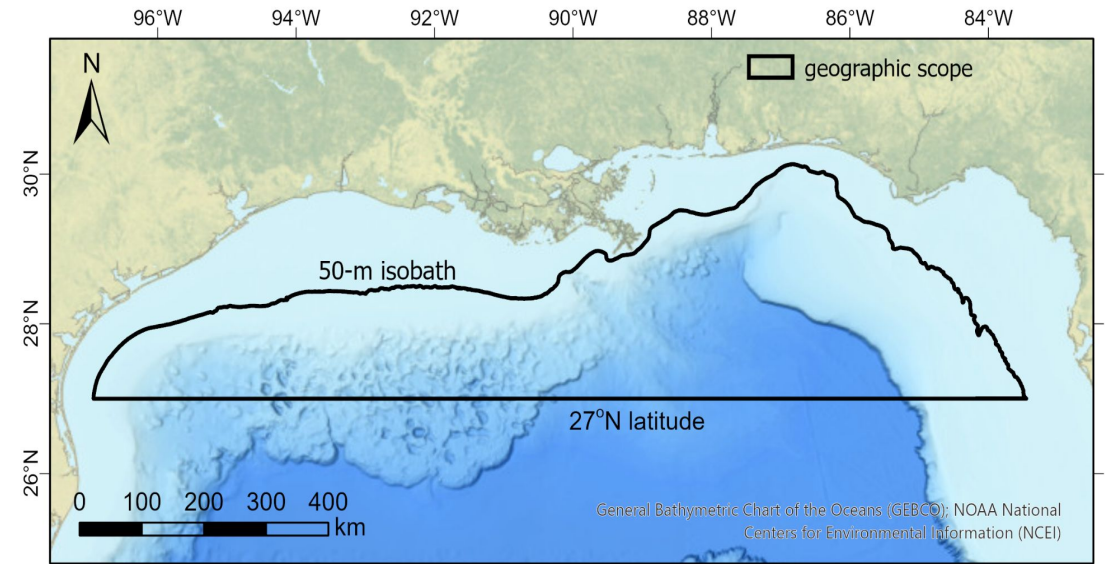 96°W 94°W 92°W 90°W 88°W 86°W 84°W
N
geographic scope
30°N
50-m isobath
28°N
27°N latitude
26°N
0 100 200 300 400
km
General Bathymetric Chart of the Oceans (GEBCO); NOAA National
Centers for Environmental Information (NCEI)